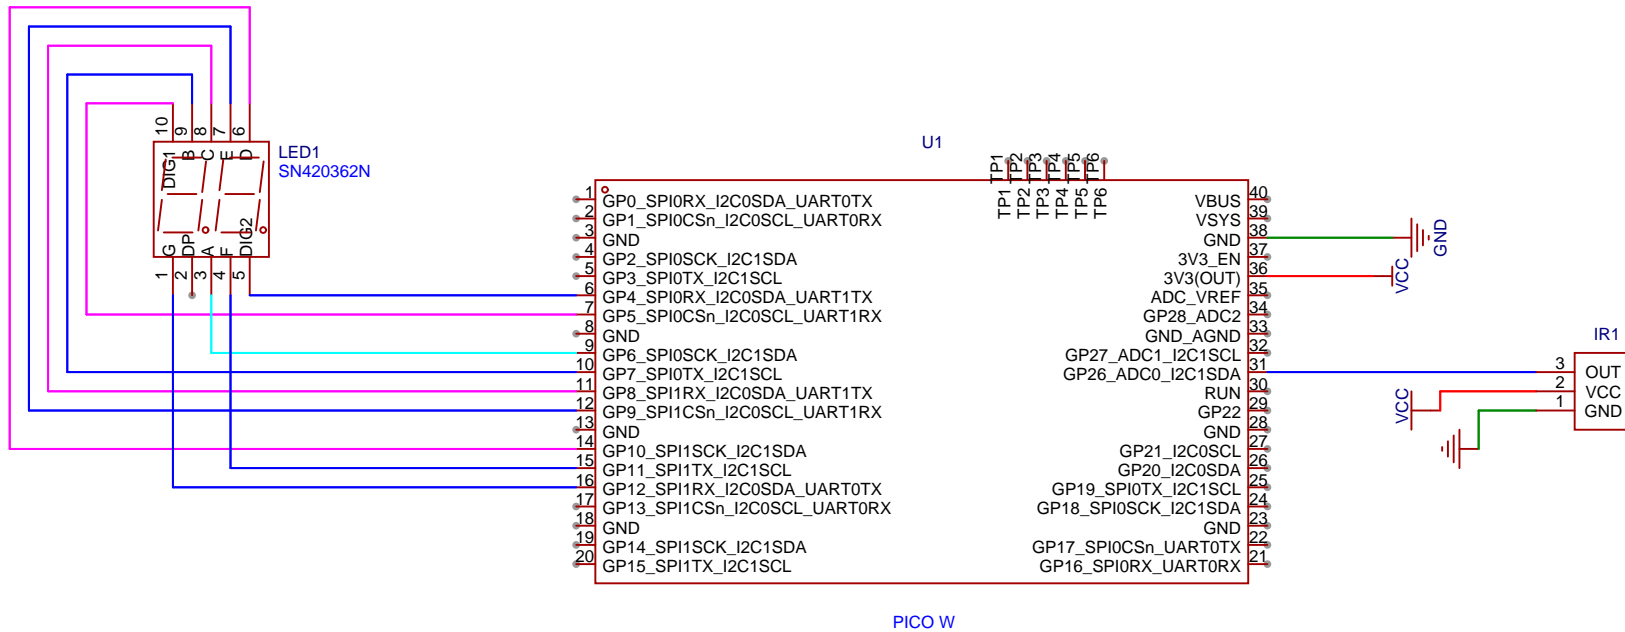 LED1
SN420362N
10
9
8
7
6
DIG1
B
C
E
D
G
DP
A
F
DIG2
1
2
3
4
5
U1
TP1
TP2
TP3
TP4
TP5
TP6
TP1
TP2
TP3
TP4
TP5
TP6
1 GP0_SPI0RX_I2C0SDA_UART0TX
2 GP1_SPI0CSn_I2C0SCL_UART0RX
3 GND
4 GP2_SPI0SCK_I2C1SDA
5 GP3_SPI0TX_I2C1SCL
6 GP4_SPI0RX_I2C0SDA_UART1TX
7 GP5_SPI0CSn_I2C0SCL_UART1RX
8 GND
9 GP6_SPI0SCK_I2C1SDA
10 GP7_SPI0TX_I2C1SCL
11 GP8_SPI1RX_I2C0SDA_UART1TX
12 GP9_SPI1CSn_I2C0SCL_UART1RX
13 GND
14 GP10_SPI1SCK_I2C1SDA
15 GP11_SPI1TX_I2C1SCL
16 GP12_SPI1RX_I2C0SDA_UART0TX
17 GP13_SPI1CSn_I2C0SCL_UART0RX
18 GND
19 GP14_SPI1SCK_I2C1SDA
20 GP15_SPI1TX_I2C1SCL
VBUS 40
VSYS 39
GND 38
3V3_EN 37
3V3(OUT) 36
ADC_VREF 35
GP28_ADC2 34
GND_AGND 33
GP27_ADC1_I2C1SCL 32
GP26_ADC0_I2C1SDA 31
RUN 30
GP22 29
GND 28
GP21_I2C0SCL 27
GP20_I2C0SDA 26
GP19_SPI0TX_I2C1SCL 25
GP18_SPI0SCK_I2C1SDA 24
GND 23
GP17_SPI0CSn_UART0TX 22
GP16_SPI0RX_UART0RX 21
PICO W
GND
VCC
IR1
3 OUT
2 VCC
1 GND
VCC